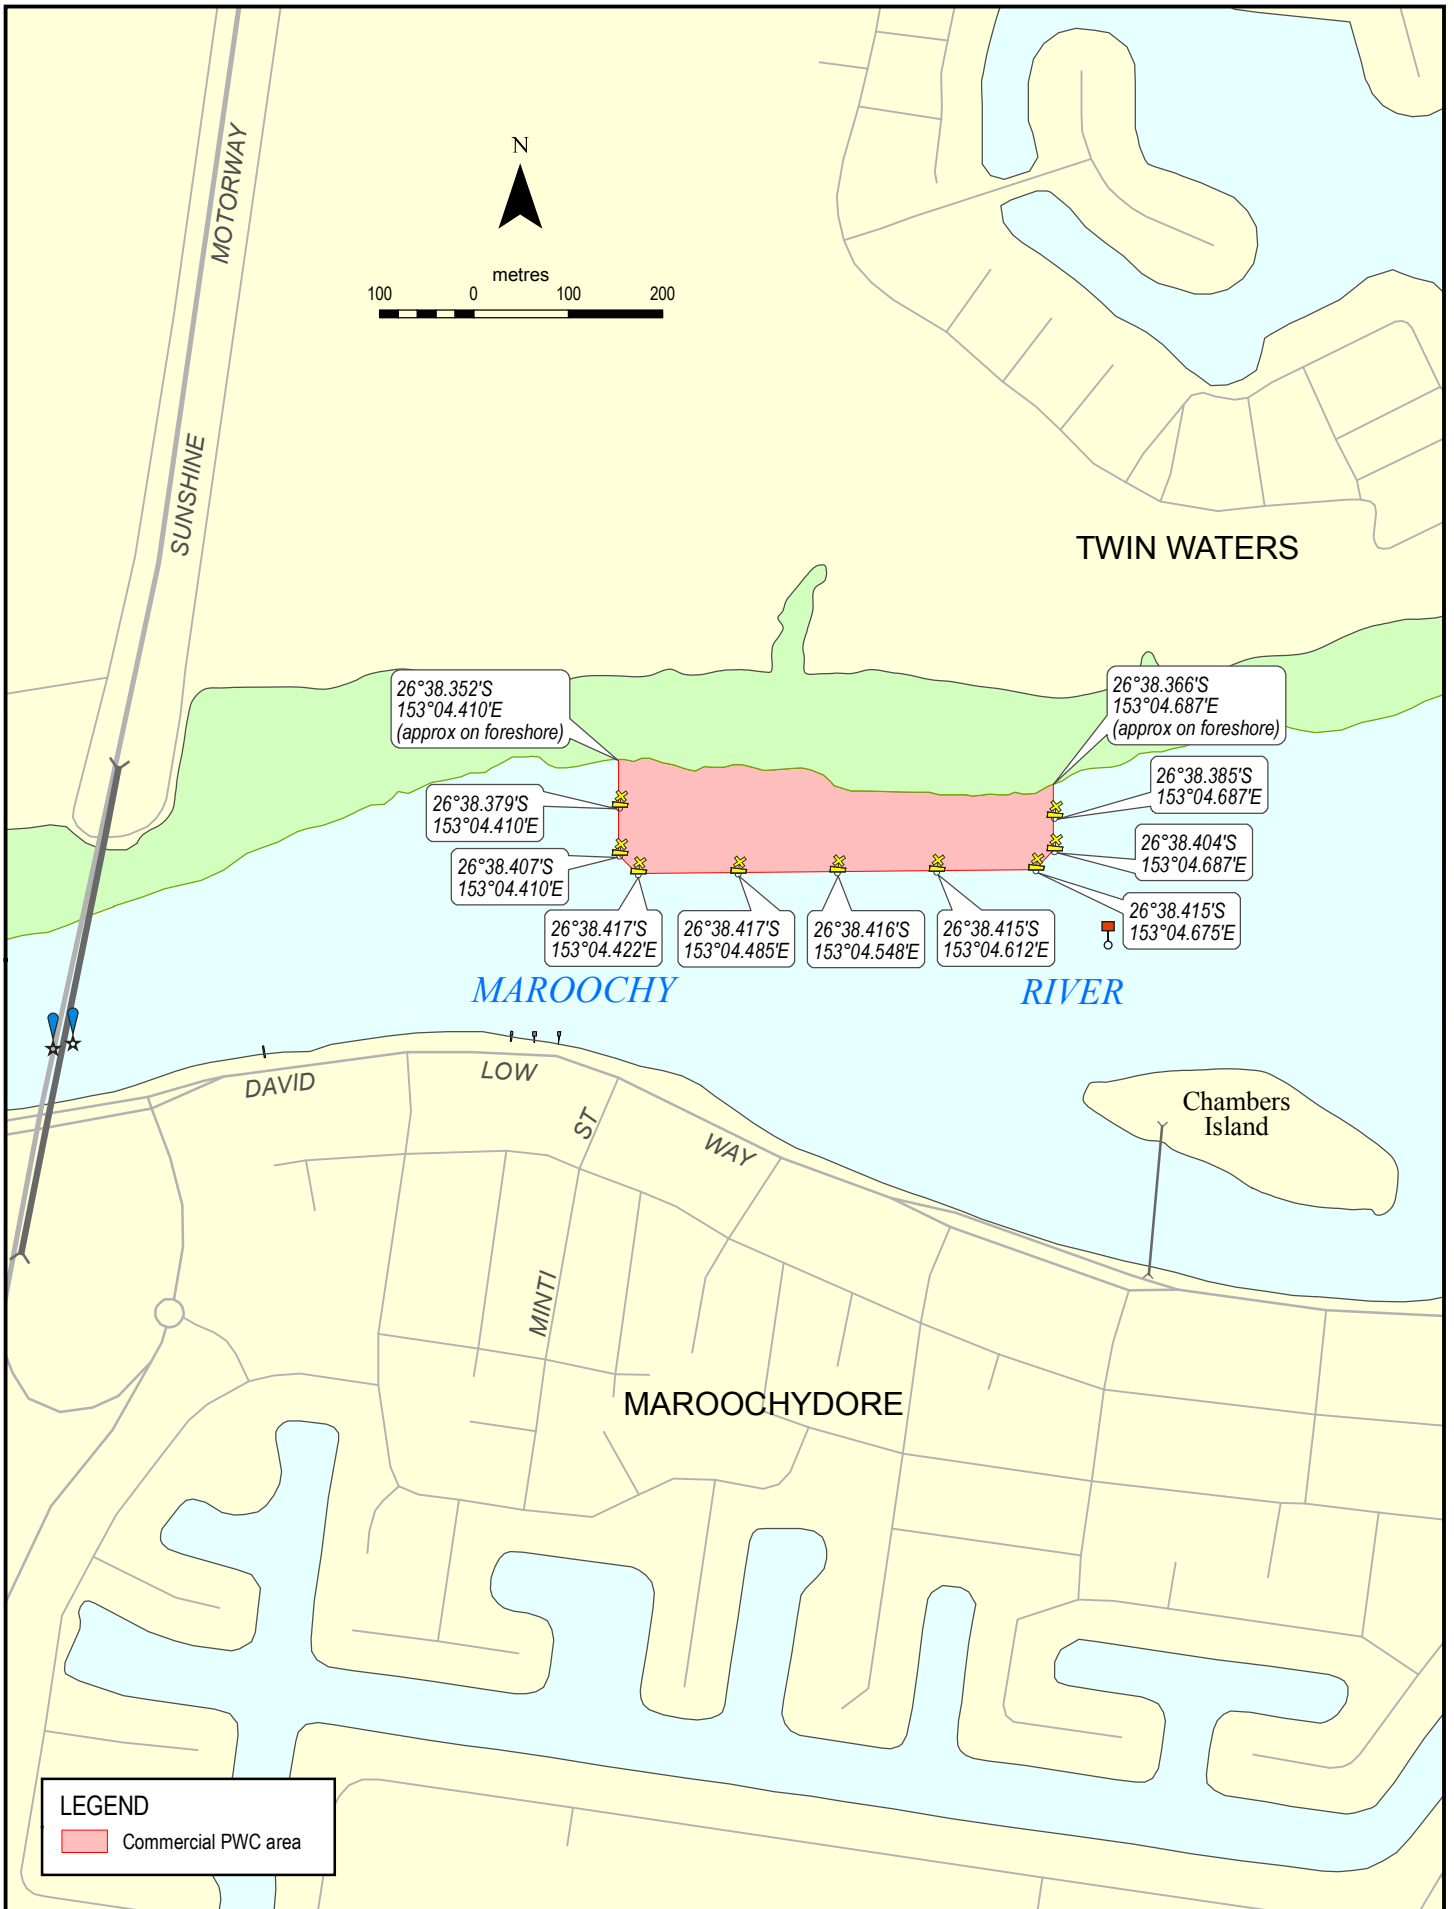 MOTORWAY
SUNSHINE
N
metres
100 0 100 200
TWIN WATERS
26°38.352'S
153°04.410'E
(approx on foreshore)
26°38.366'S
153°04.687'E
(approx on foreshore)
26°38.379'S
153°04.410'E
26°38.385'S
153°04.687'E
26°38.407'S
153°04.410'E
26°38.404'S
153°04.687'E
26°38.417'S
153°04.422'E
26°38.417'S
153°04.485'E
26°38.416'S
153°04.548'E
26°38.415'S
153°04.612'E
26°38.415'S
153°04.675'E
MAROOCHY RIVER
DAVID LOW WAY
Chambers
Island
MINTI ST
MAROOCHYDORE
LEGEND
Commercial PWC area